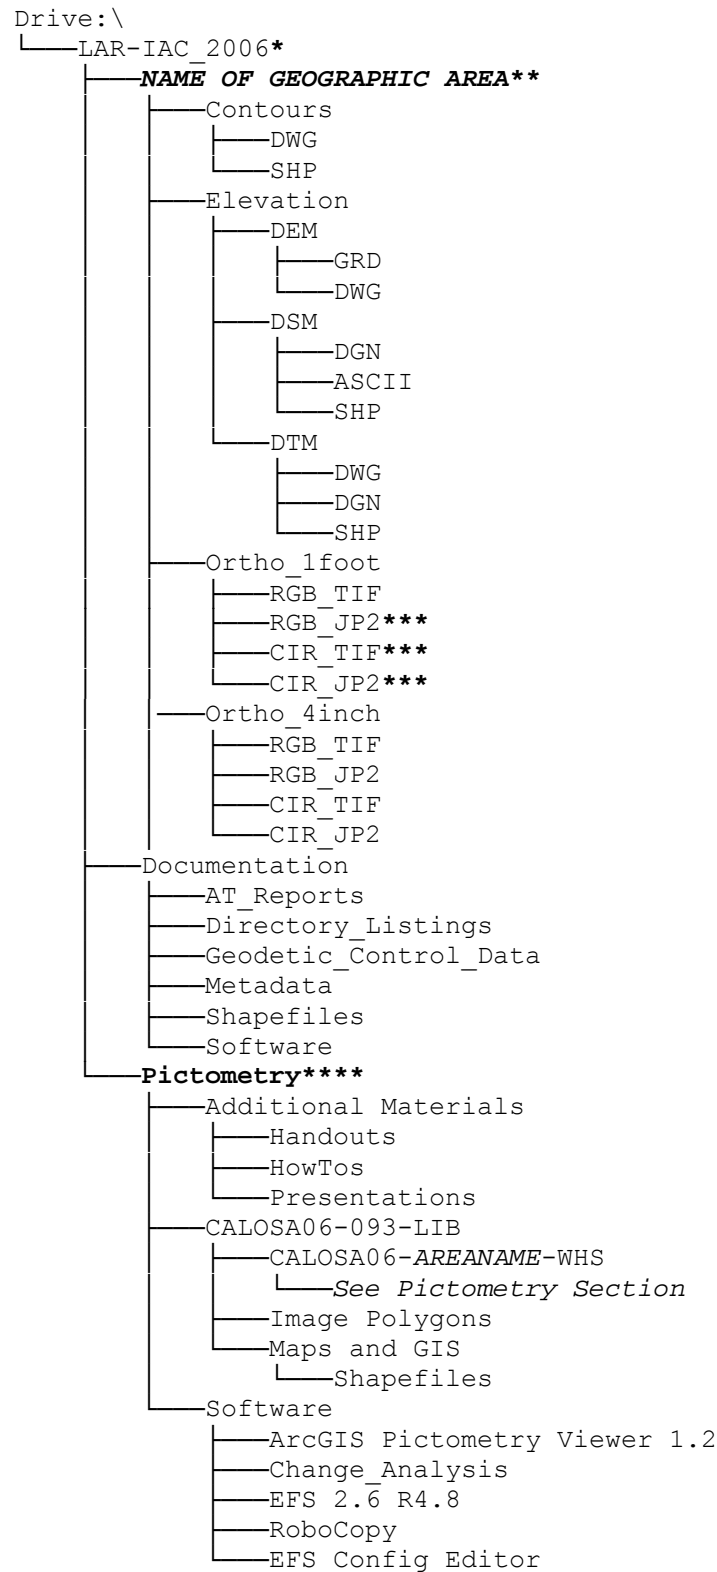 Drive:\
LAR-IAC_2006*
NAME OF GEOGRAPHIC AREA**
Contours
DWG
SHP
Elevation
DEM
GRD
DWG
DSM
DGN
ASCII
SHP
DTM
DWG
DGN
SHP
Ortho_1foot
RGB_TIF
RGB_JP2***
CIR_TIF***
CIR_JP2***
Ortho_4inch
RGB_TIF
RGB_JP2
CIR_TIF
CIR_JP2
Documentation
AT_Reports
Directory_Listings
Geodetic_Control_Data
Metadata
Shapefiles
Software
Pictometry****
Additional Materials
Handouts
HowTos
Presentations
CALOSA06-093-LIB
CALOSA06-AREANAME-WHS
See Pictometry Section
Image Polygons
Maps and GIS
Shapefiles
Software
ArcGIS Pictometry Viewer 1.2
Change_Analysis
EFS 2.6 R4.8
RoboCopy
EFS Config Editor